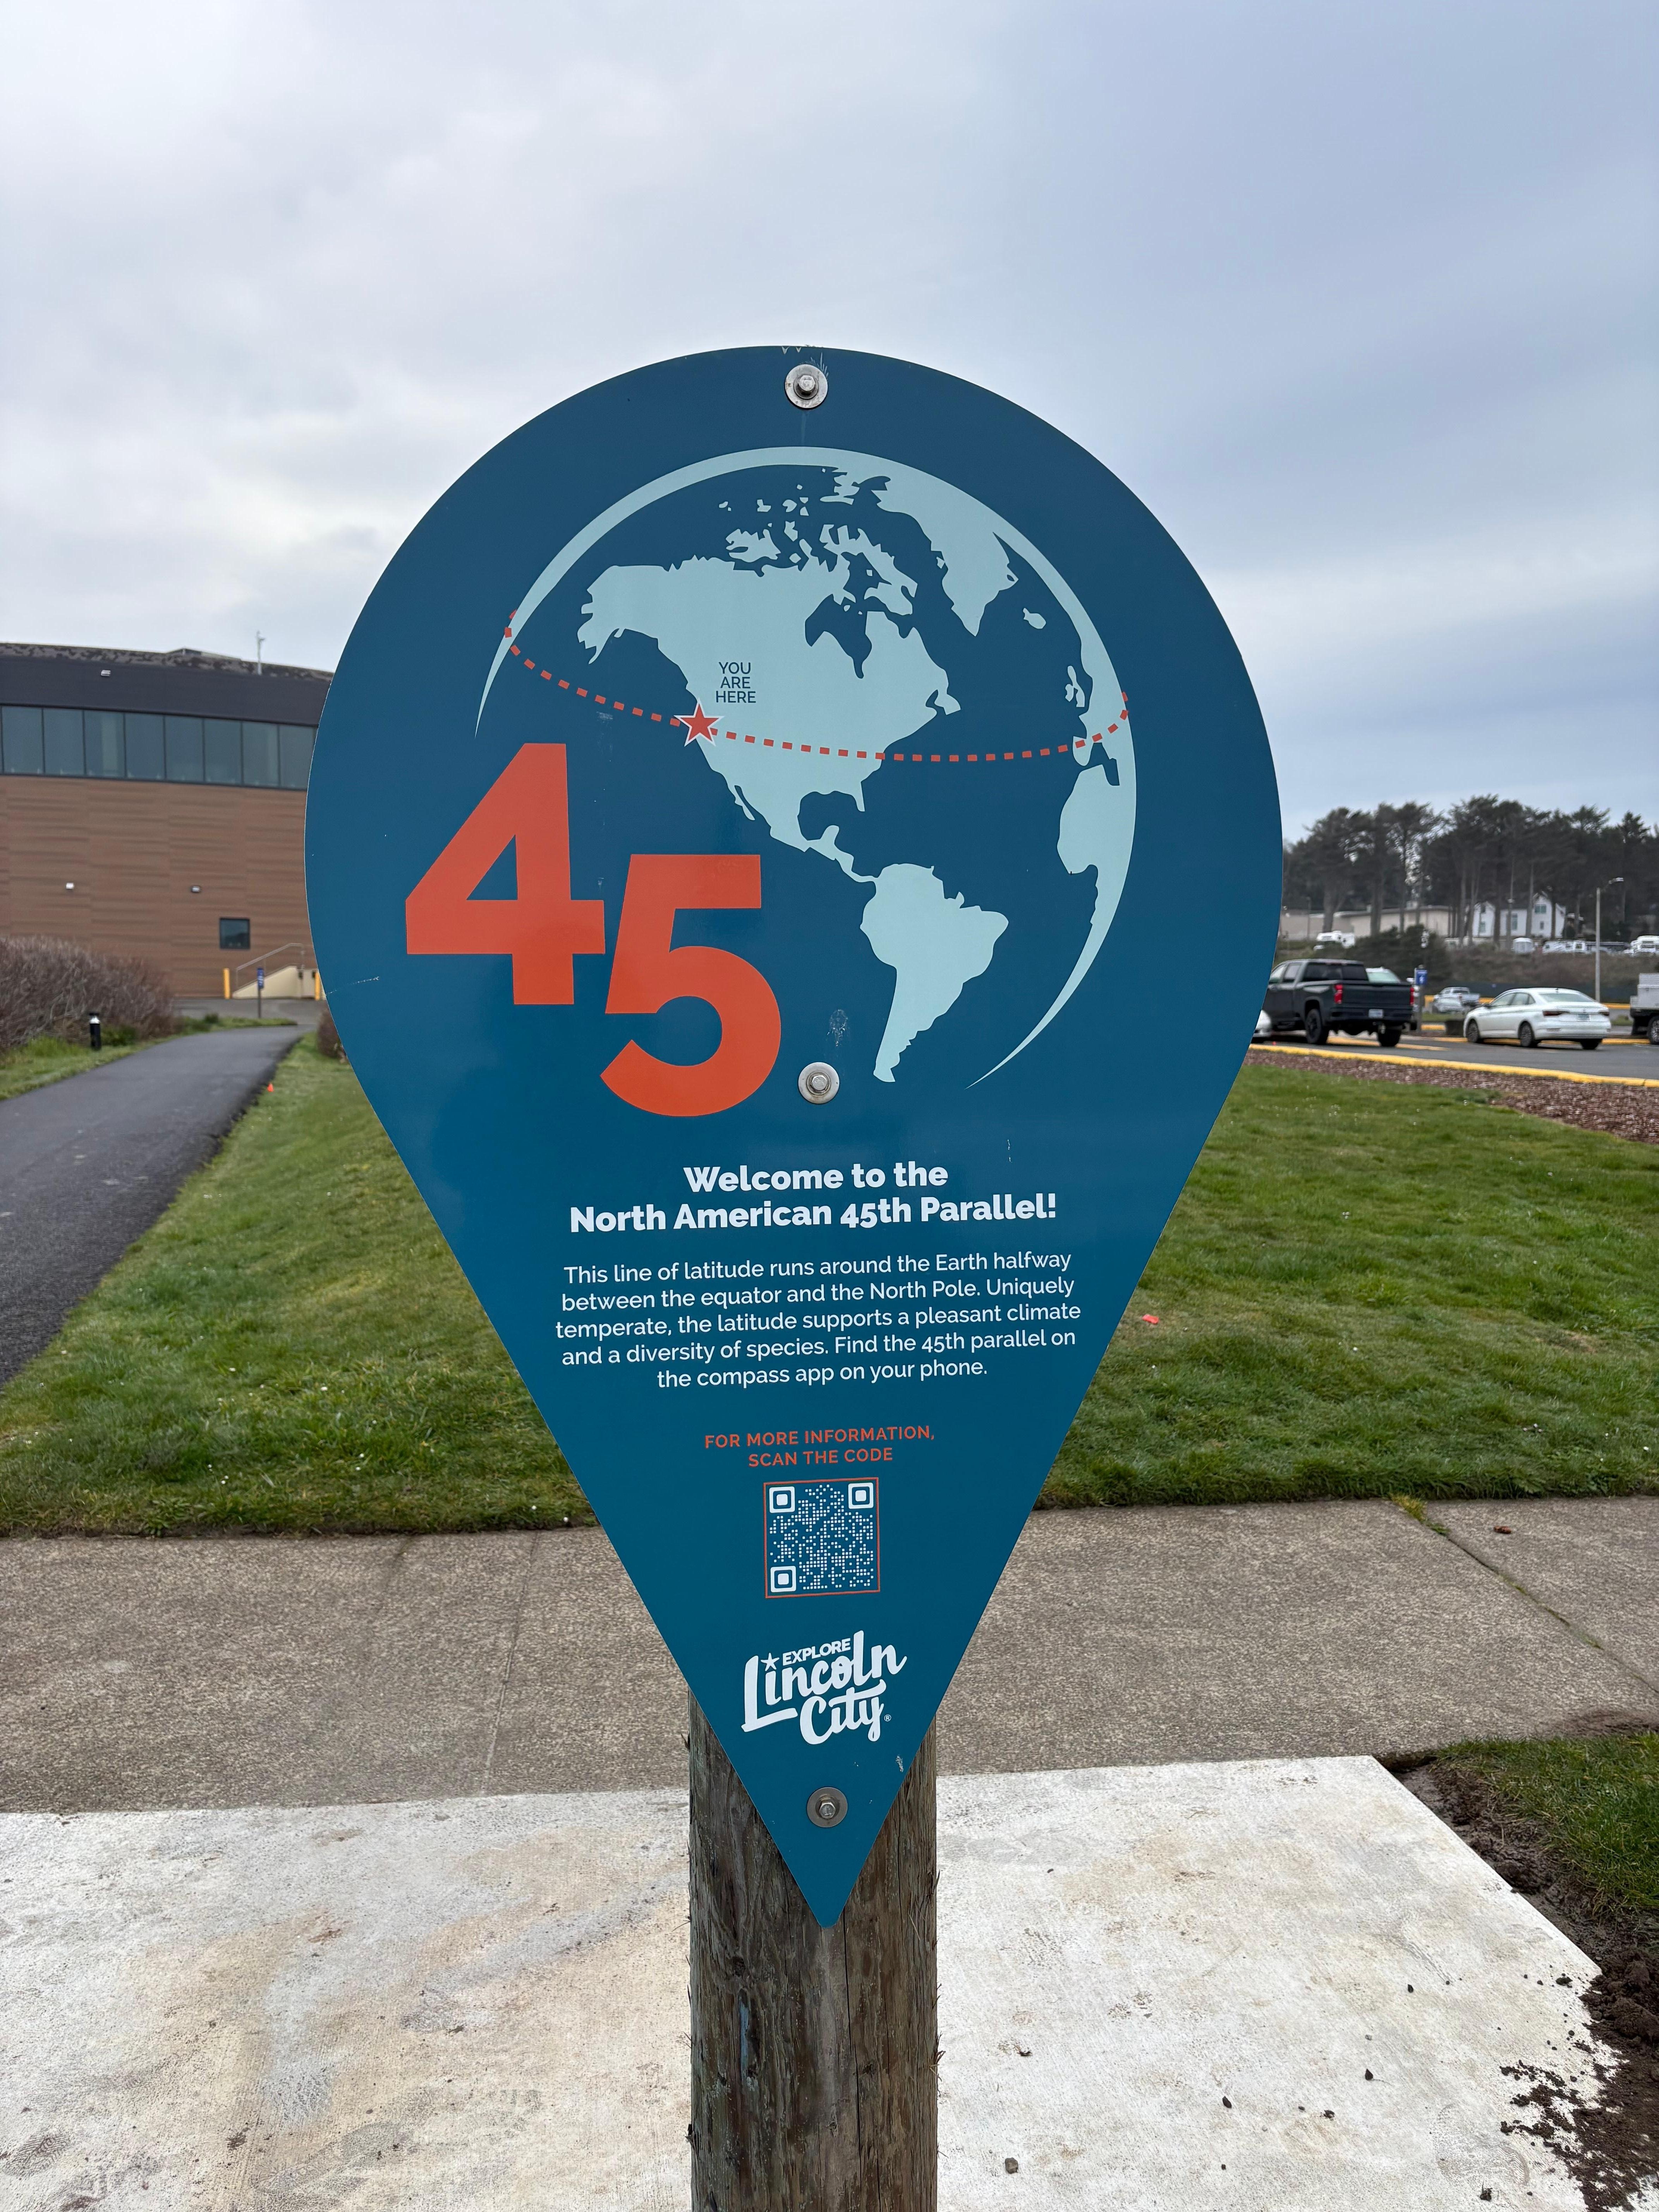 YOU
ARE
HERE
45
Welcome to the
North American 45th Parallel!
This line of latitude runs around the Earth halfway
between the equator and the North Pole. Uniquely
temperate, the latitude supports a pleasant climate
and a diversity of species. Find the 45th parallel on
the compass app on your phone.
FOR MORE INFORMATION,
SCAN THE CODE
EXPLORE
Lincoln
City®